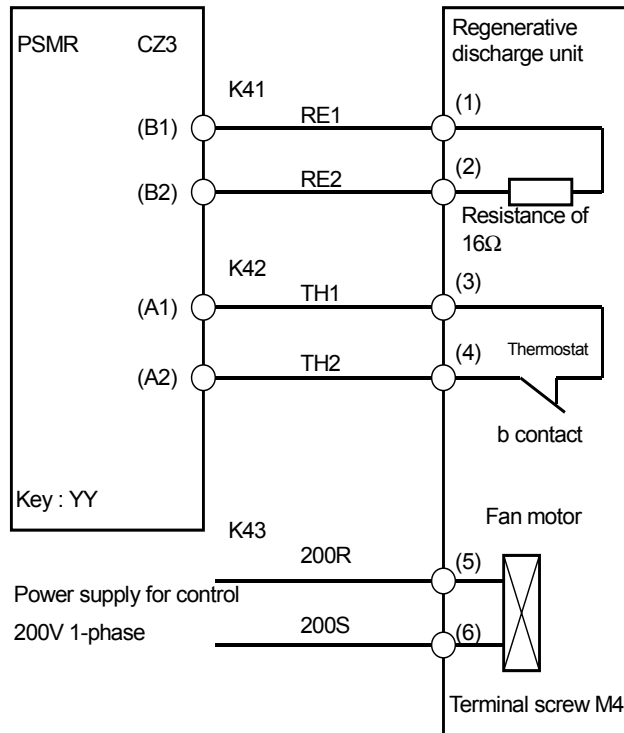 PSMR CZ3
Regenerative
discharge unit
K41
(B1) RE1 (1)
(B2) RE2 (2)
Resistance of
16Ω
K42
(A1) TH1 (3)
(A2) TH2 (4) Thermostat
b contact
Key : YY
Fan motor
K43
200R (5)
Power supply for control
200V 1-phase
200S (6)
Terminal screw M4